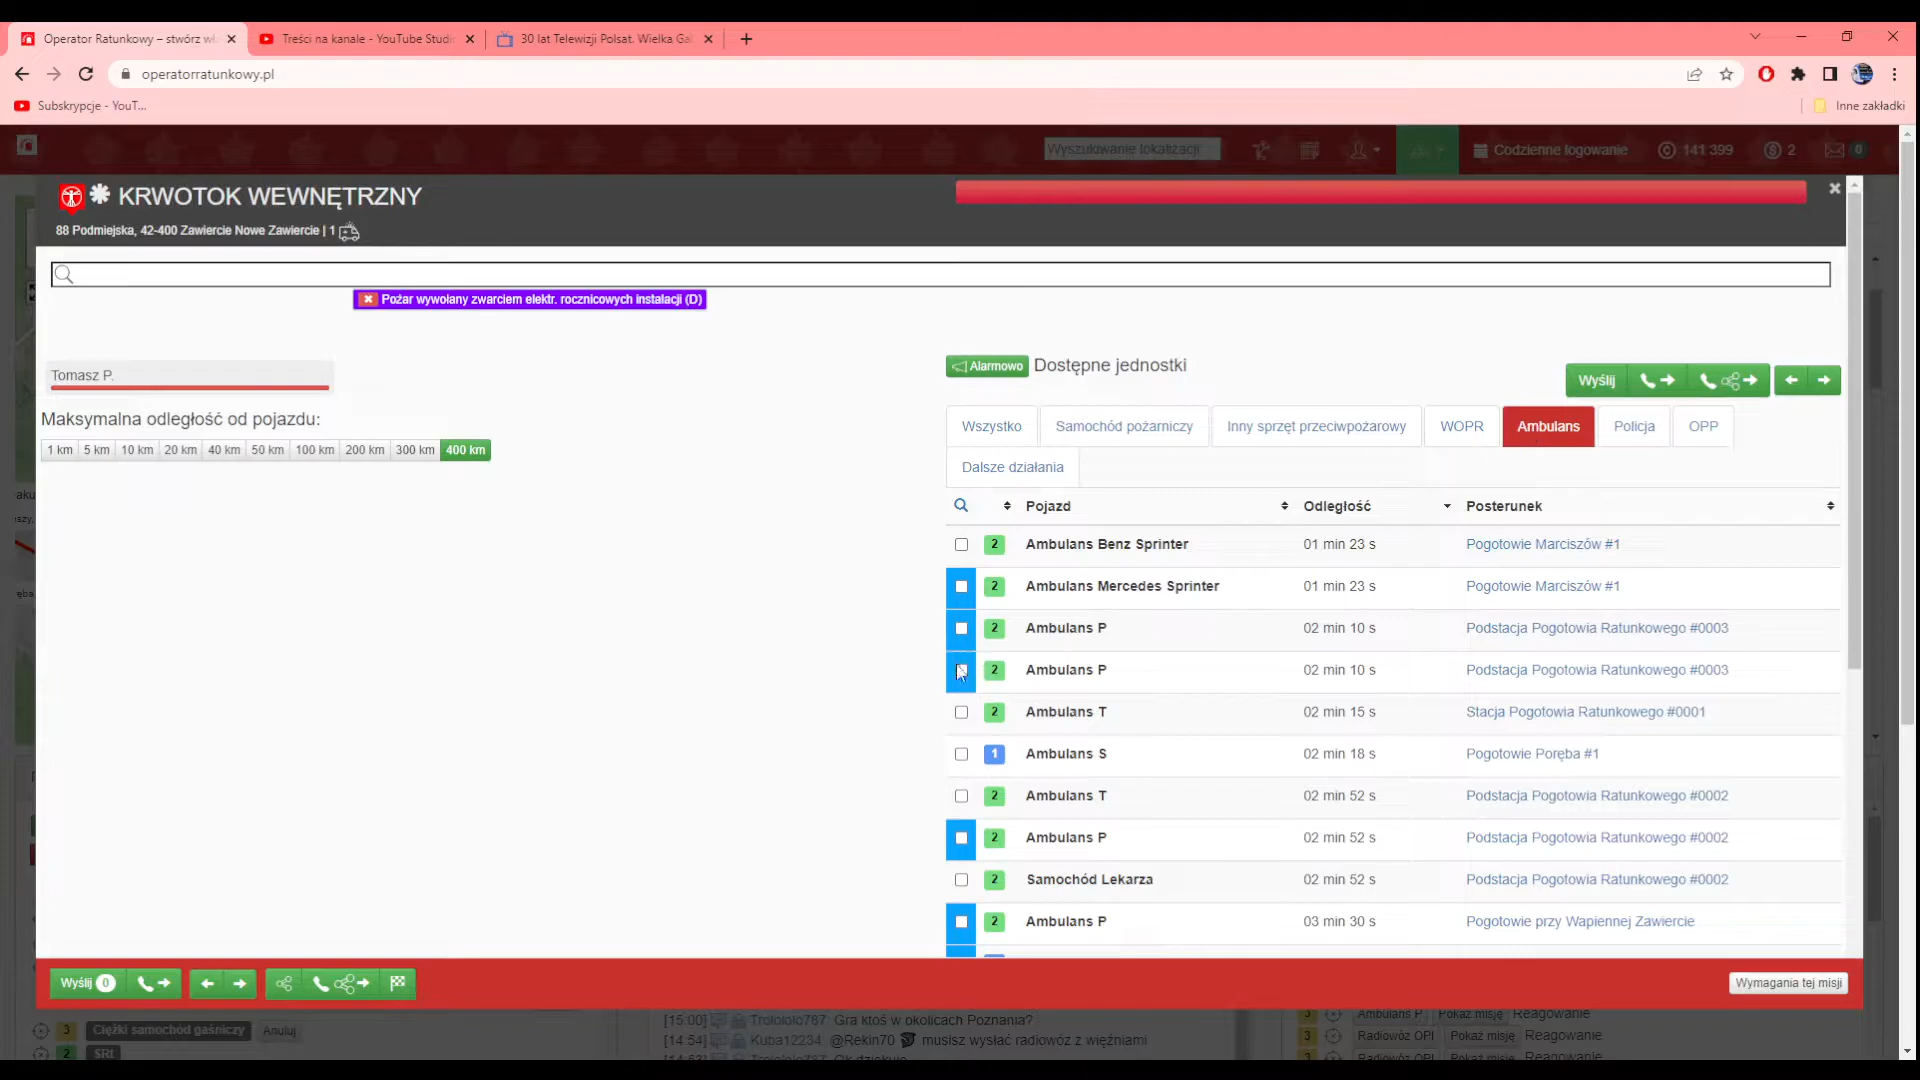 Operator Ratunkowy – stwórz wł
Treści na kanale - YouTube Studi
30 lat Telewizji Polsat. Wielka Ga
operatorratunkowy.pl
Subskrypcje - YouT...
Inne zakładki
Wyszukiwanie lokalizacji
Codzienne logowanie
141 399
2
0
KRWOTOK WEWNĘTRZNY
88 Podmiejska, 42-400 Zawiercie Nowe Zawiercie | 1
Pożar wywołany zwarciem elektr. rocznicowych instalacji (D)
Tomasz P.
Maksymalna odległość od pojazdu:
1 km 5 km 10 km 20 km 40 km 50 km 100 km 200 km 300 km 400 km
Alarmowo Dostępne jednostki
Wyślij
Wszystko Samochód pożarniczy Inny sprzęt przeciwpożarowy WOPR Ambulans Policja OPP
Dalsze działania
Pojazd Odległość Posterunek
2 Ambulans Benz Sprinter 01 min 23 s Pogotowie Marciszów #1
2 Ambulans Mercedes Sprinter 01 min 23 s Pogotowie Marciszów #1
2 Ambulans P 02 min 10 s Podstacja Pogotowia Ratunkowego #0003
2 Ambulans P 02 min 10 s Podstacja Pogotowia Ratunkowego #0003
2 Ambulans T 02 min 15 s Stacja Pogotowia Ratunkowego #0001
1 Ambulans S 02 min 18 s Pogotowie Poręba #1
2 Ambulans T 02 min 52 s Podstacja Pogotowia Ratunkowego #0002
2 Ambulans P 02 min 52 s Podstacja Pogotowia Ratunkowego #0002
2 Samochód Lekarza 02 min 52 s Podstacja Pogotowia Ratunkowego #0002
2 Ambulans P 03 min 30 s Pogotowie przy Wapiennej Zawiercie
Wyślij 0
Wymagania tej misji
3 Ciężki samochód gaśniczy Anuluj
2 SRt
[15:00] Trolololo787: Gra ktoś w okolicach Poznania?
[14:54] Kuba12234: @Rekin70 musisz wysłać radiowóz z więźniami
3 Ambulans P Pokaż misję Reagowanie
3 Radiowóz OPI Pokaż misję Reagowanie